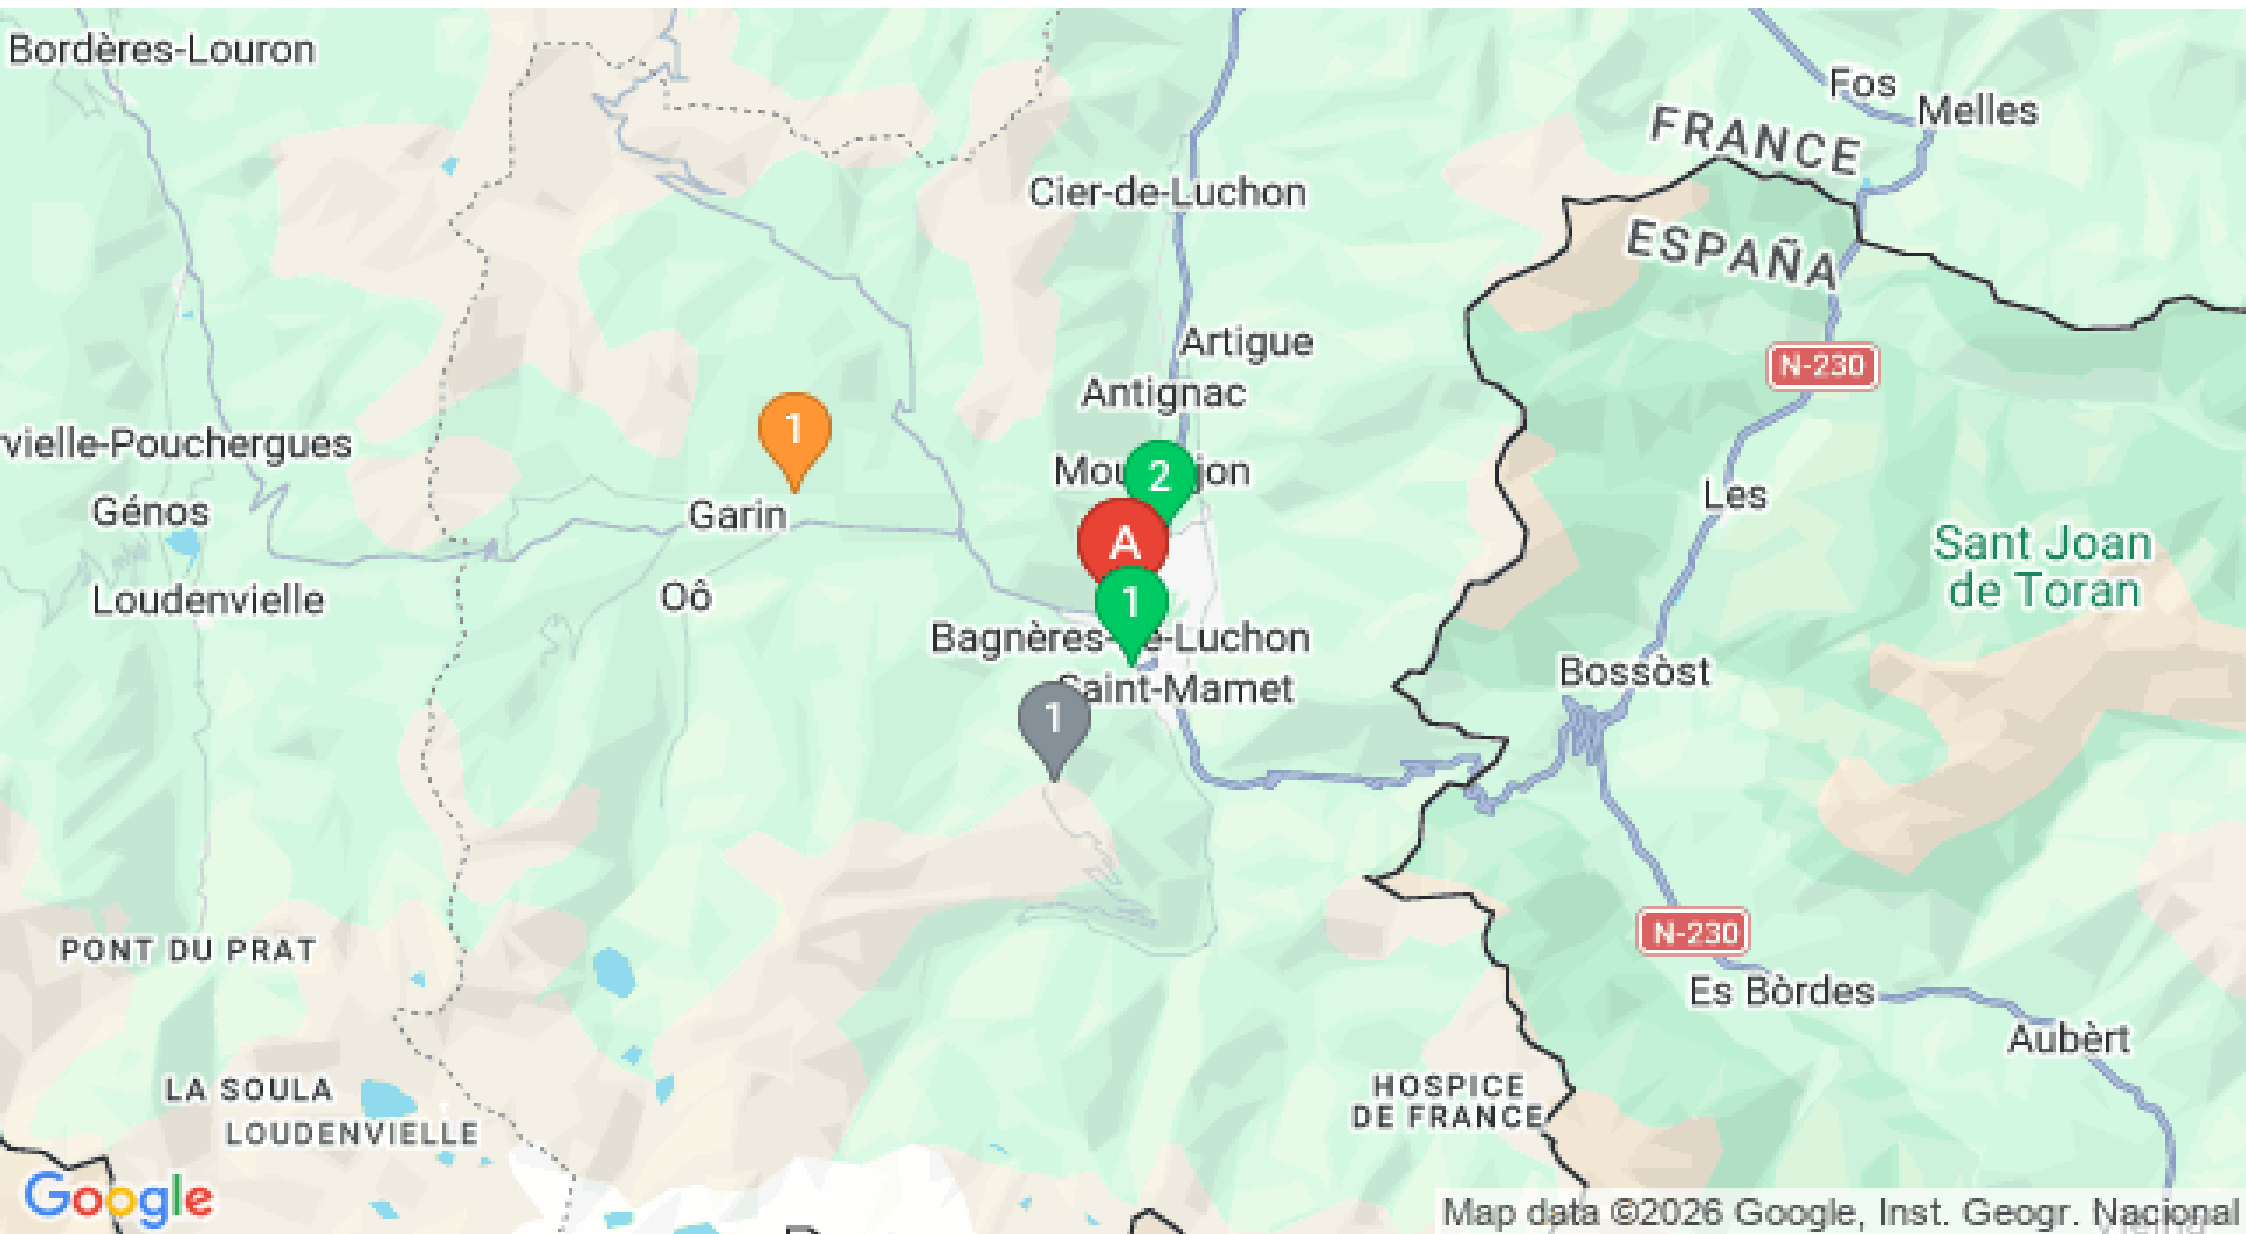 Bordères-Louron
Fos
Melles
FRANCE
Cier-de-Luchon
ESPAÑA
Artigue
N-230
Antignac
1
rvielle-Pouchergues
2
Les
Génos
Garin
A
Sant Joan
de Toran
Loudenvielle
Oô
1
Bagnères-de-Luchon
Saint-Mamet
Bossòst
1
N-230
PONT DU PRAT
Es Bòrdes
Aubèrt
LA SOULA
LOUDENVIELLE
HOSPICE
DE FRANCE
Google
Map data ©2026 Google, Inst. Geogr. Nacional